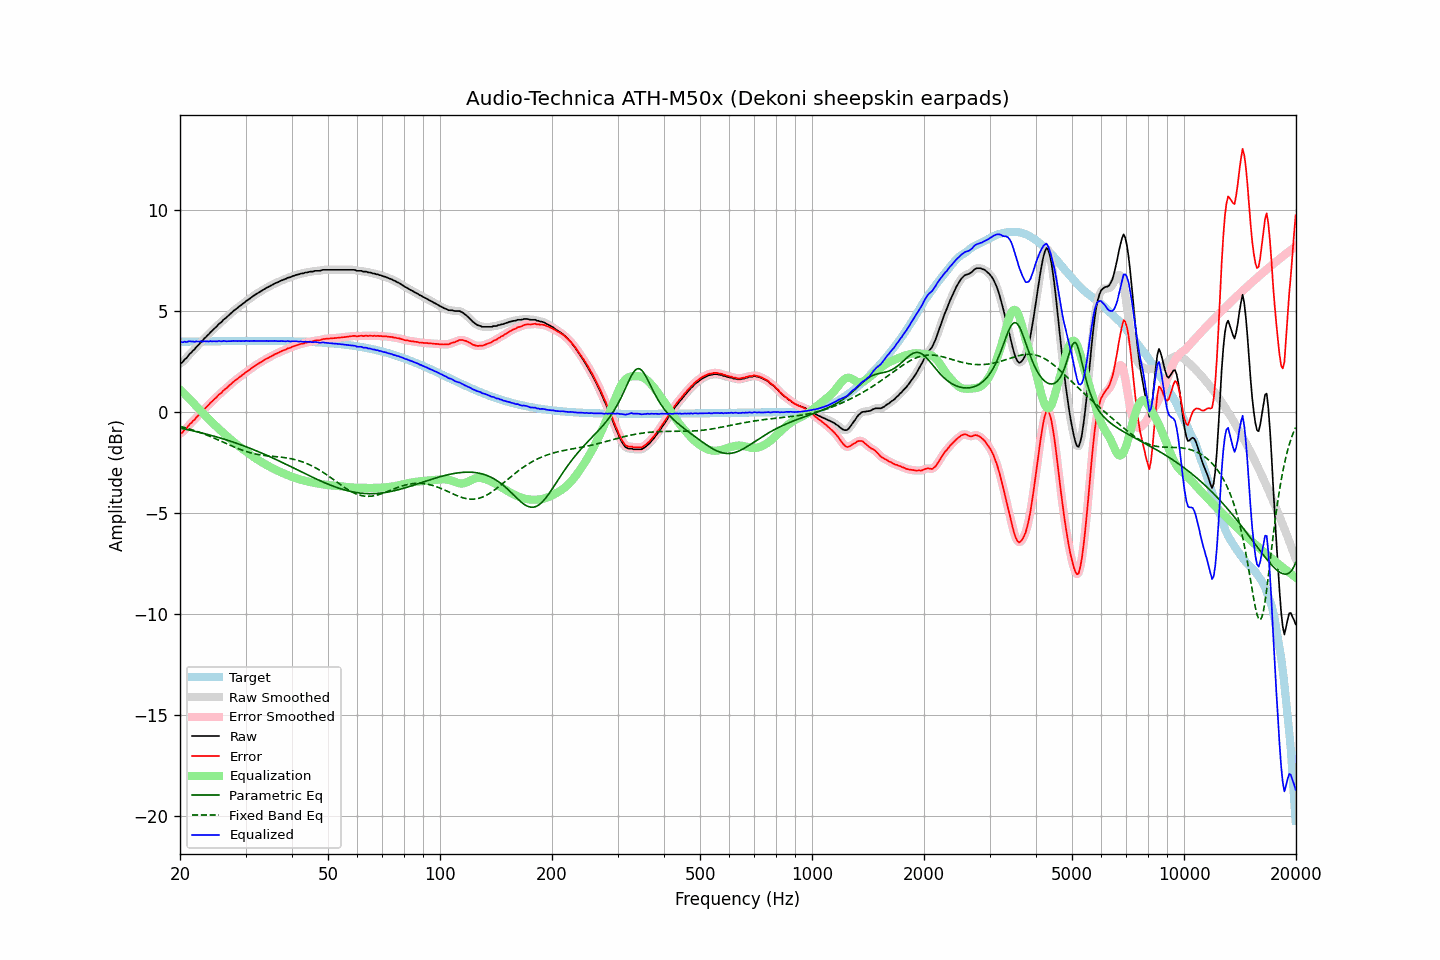 Audio-Technica ATH-M50x (Dekoni sheepskin earpads)
Amplitude (dBr)
10
5
0
−5
−10
−15
−20
Target
Raw Smoothed
Error Smoothed
Raw
Error
Equalization
Parametric Eq
Fixed Band Eq
Equalized
20 50 100 200 500 1000 2000 5000 10000 20000
Frequency (Hz)